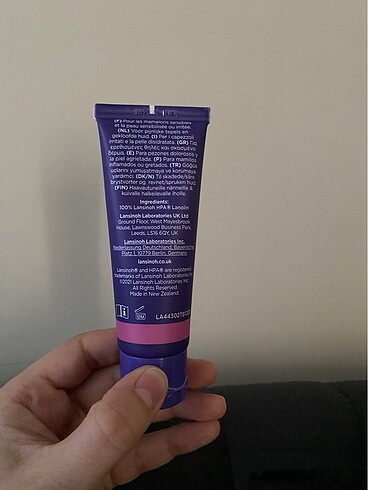 (F) Pour les mamelons sensibles
et la peau sensibilisée ou irritée.
(NL) Voor pijnlijke tepels en
gekloofde huid. (I) Per i capezzoli
irritati e la pelle disidratata. (GR) Για
ερεθισμένες θηλές και σκασμένο
δέρμα. (E) Para pezones dolorosos y
la piel agrietada. (P) Para mamilos
inflamados ou gretados. (TR) Göğüs
uçlarını yumuşatmaya ve korumaya
yardımcı. (DK/N) Til skadede/såre
brystvorter og revnet/sprukken hud.
(FIN) Haavautuneille nänneille &
kuivalle halkeilevalle iholle.
Ingredients:
100% Lansinoh HPA® Lanolin
Lansinoh Laboratories UK Ltd
Ground Floor, West Mayesbrook
House, Lawnswood Business Park,
Leeds, LS16 6QY, UK
Lansinoh Laboratories Inc.
Niederlassung Deutschland, Bayerischer
Platz 1, 10779 Berlin, Germany
lansinoh.co.uk
Lansinoh® and HPA® are registered
trademarks of Lansinoh Laboratories Inc.
©2021 Lansinoh Laboratories Inc.
All Rights Reserved
Made in New Zealand.